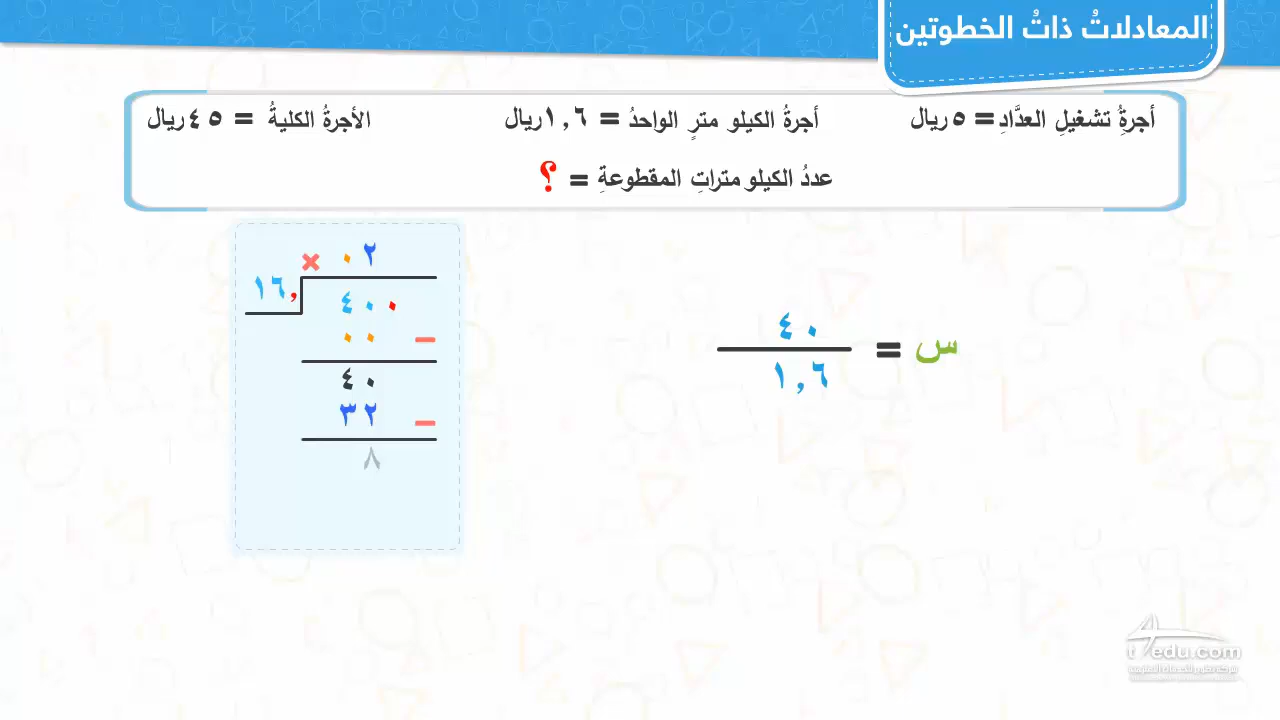 المعادلاتُ ذاتُ الخطوتين
أجرةُِ تشغيلِ العدَّادِ = ٥ ريال أجرةُ الكيلو مترٍ الواحدُ = ١,٦ ريال الأجرةُ الكليةُ = ٤٥ ريال
عددُ الكيلو متراتِ المقطوعةِ = ؟
× ٠٢
١٦, ٤٠٠
٠٠ −
٤٠
٣٢ −
٨
س = ٤٠ / ١,٦
t4edu.com